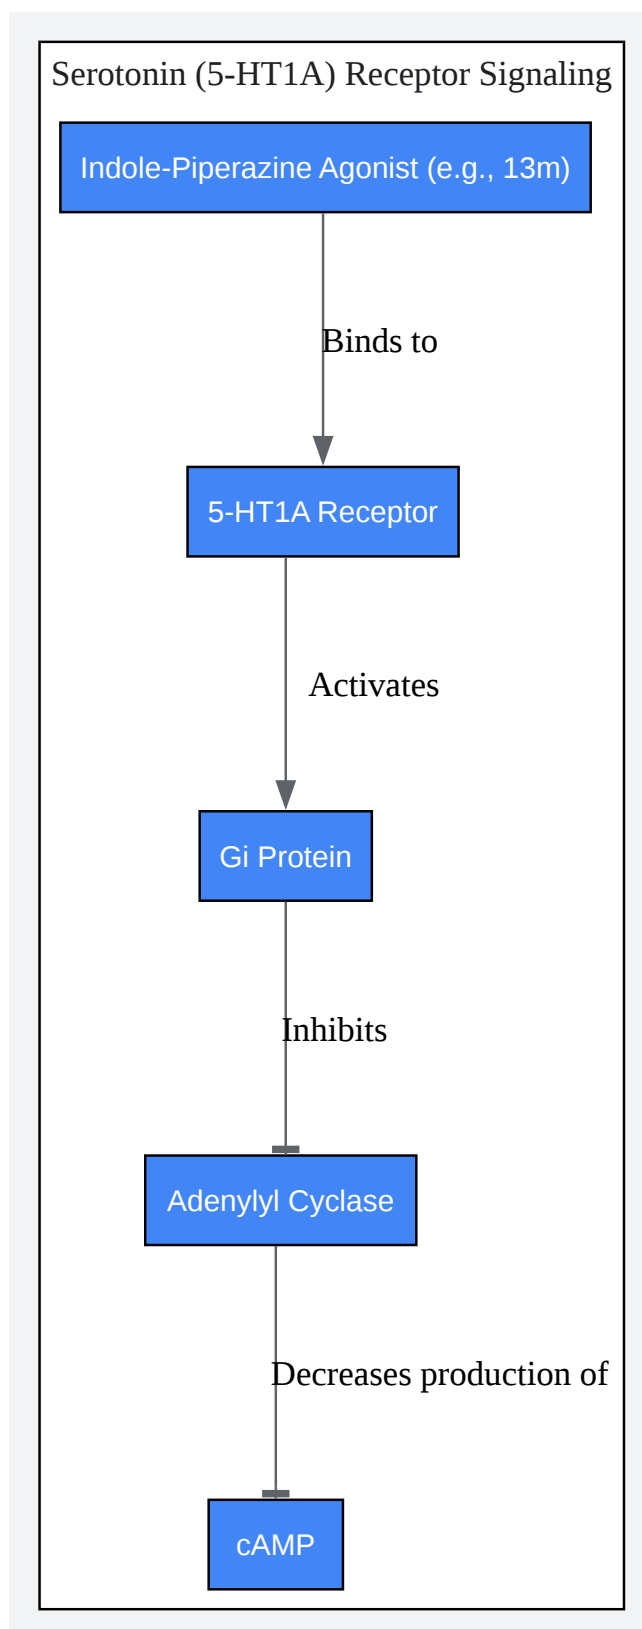 Serotonin (5-HT1A) Receptor Signaling
Indole-Piperazine Agonist (e.g., 13m)
Binds to
5-HT1A Receptor
Activates
Gi Protein
Inhibits
Adenylyl Cyclase
Decreases production of
cAMP